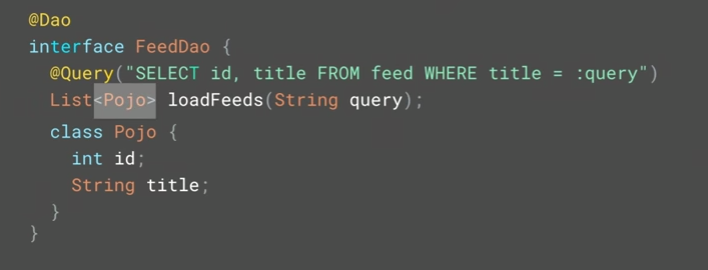 @Dao
interface FeedDao {
@Query("SELECT id, title FROM feed WHERE title = :query")
List<Pojo> loadFeeds(String query);
class Pojo {
int id;
String title;
}
}